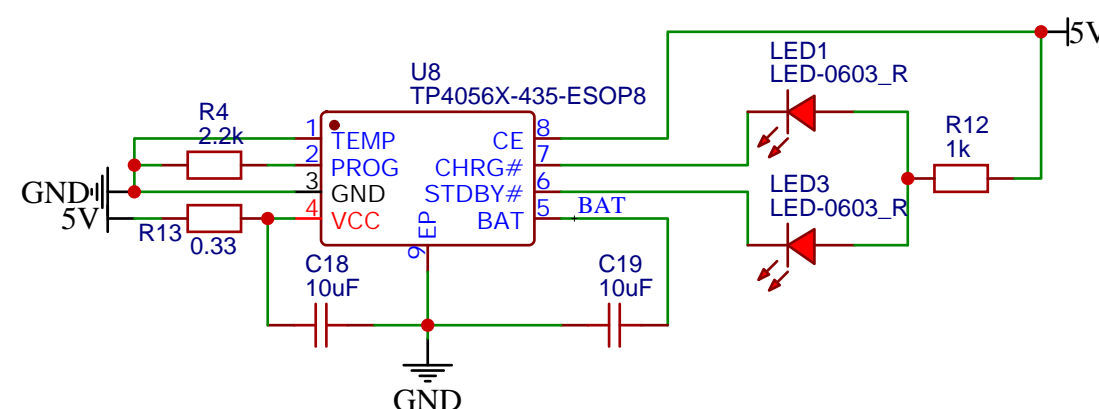 5V
LED1
LED-0603_R
U8
TP4056X-435-ESOP8
R4
2.2k
1
TEMP
CE
8
R12
1k
2
PROG
CHRG#
7
GND
3
GND
STDBY#
6
LED3
LED-0603_R
5V
4
VCC
BAT
5
BAT
R13
0.33
EP
9
C18
10uF
C19
10uF
GND